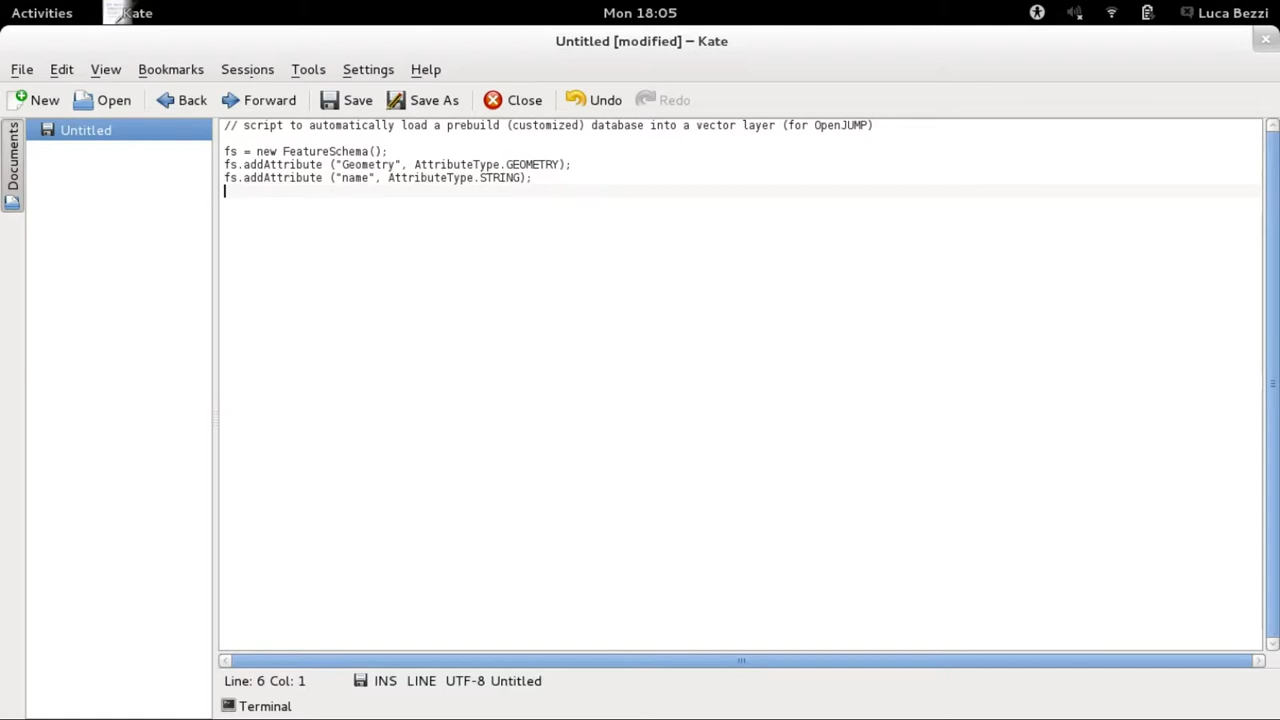 Activities Kate Mon 18:05 Luca Bezzi
Untitled [modified] – Kate
File Edit View Bookmarks Sessions Tools Settings Help
New Open Back Forward Save Save As Close Undo Redo
Documents
Untitled
// script to automatically load a prebuild (customized) database into a vector layer (for OpenJUMP)
fs = new FeatureSchema();
fs.addAttribute ("Geometry", AttributeType.GEOMETRY);
fs.addAttribute ("name", AttributeType.STRING);
Line: 6 Col: 1 INS LINE UTF-8 Untitled
Terminal